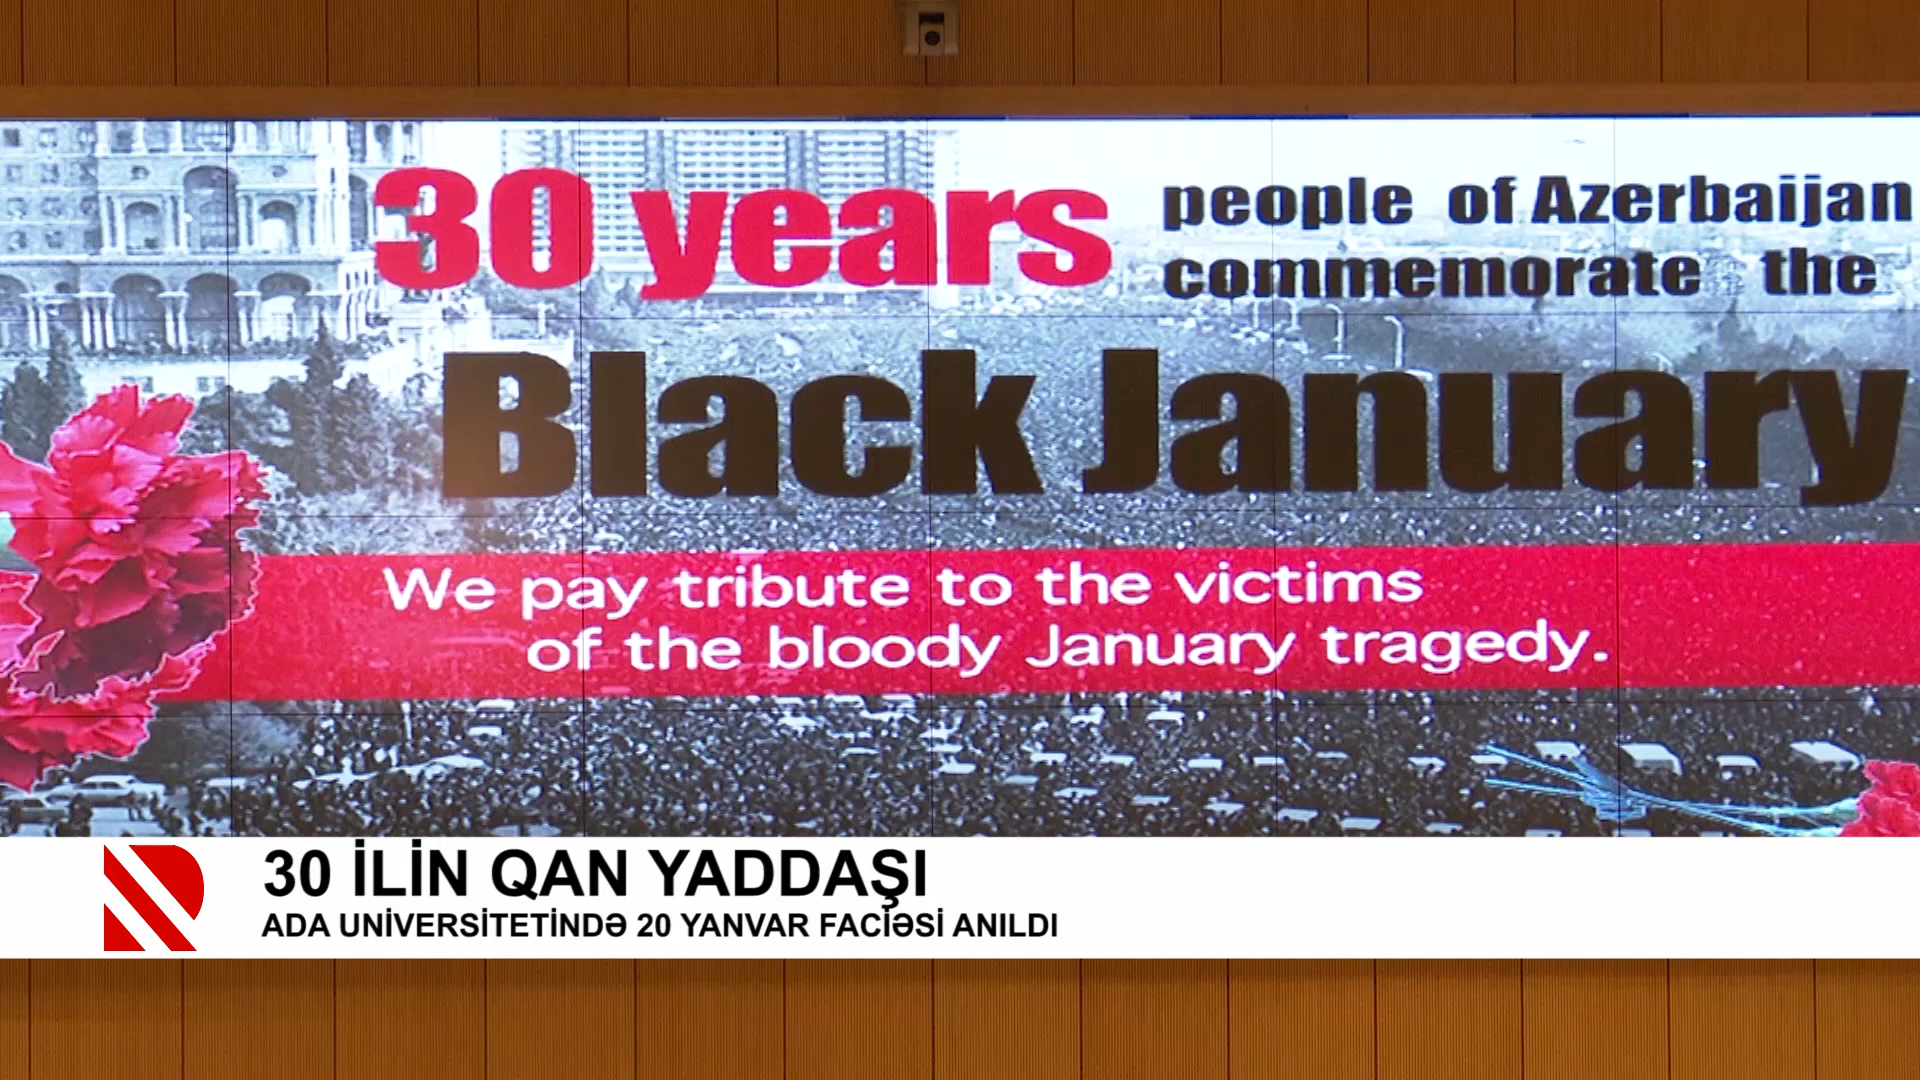 30 years
people of Azerbaijan
commemorate the
Black January
We pay tribute to the victims
of the bloody January tragedy.
30 İLİN QAN YADDAŞI
ADA UNİVERSİTETİNDƏ 20 YANVAR FACİƏSİ ANILDI